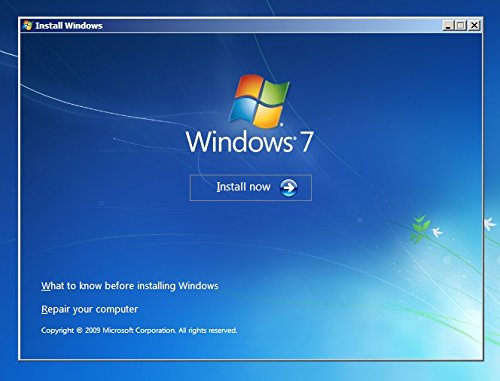 Install Windows
Windows 7
Install now
What to know before installing Windows
Repair your computer
Copyright © 2009 Microsoft Corporation. All rights reserved.